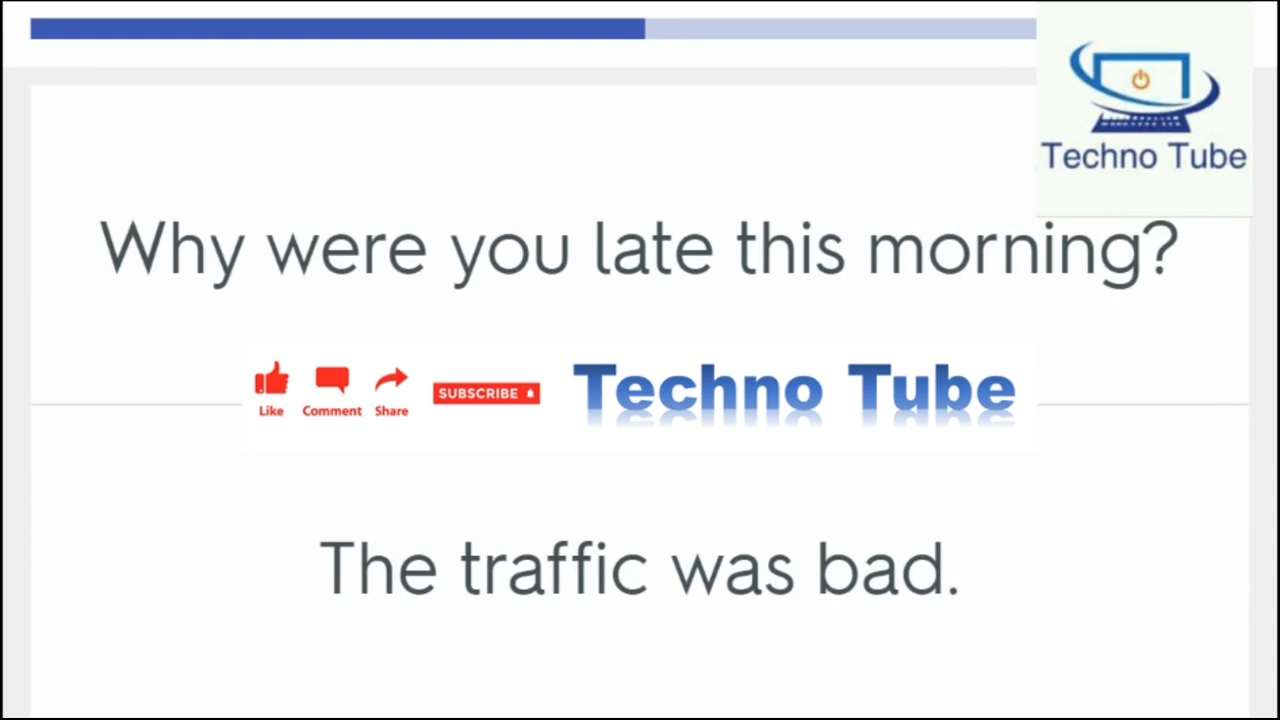 Techno Tube
Why were you late this morning?
Like Comment Share SUBSCRIBE Techno Tube
The traffic was bad.